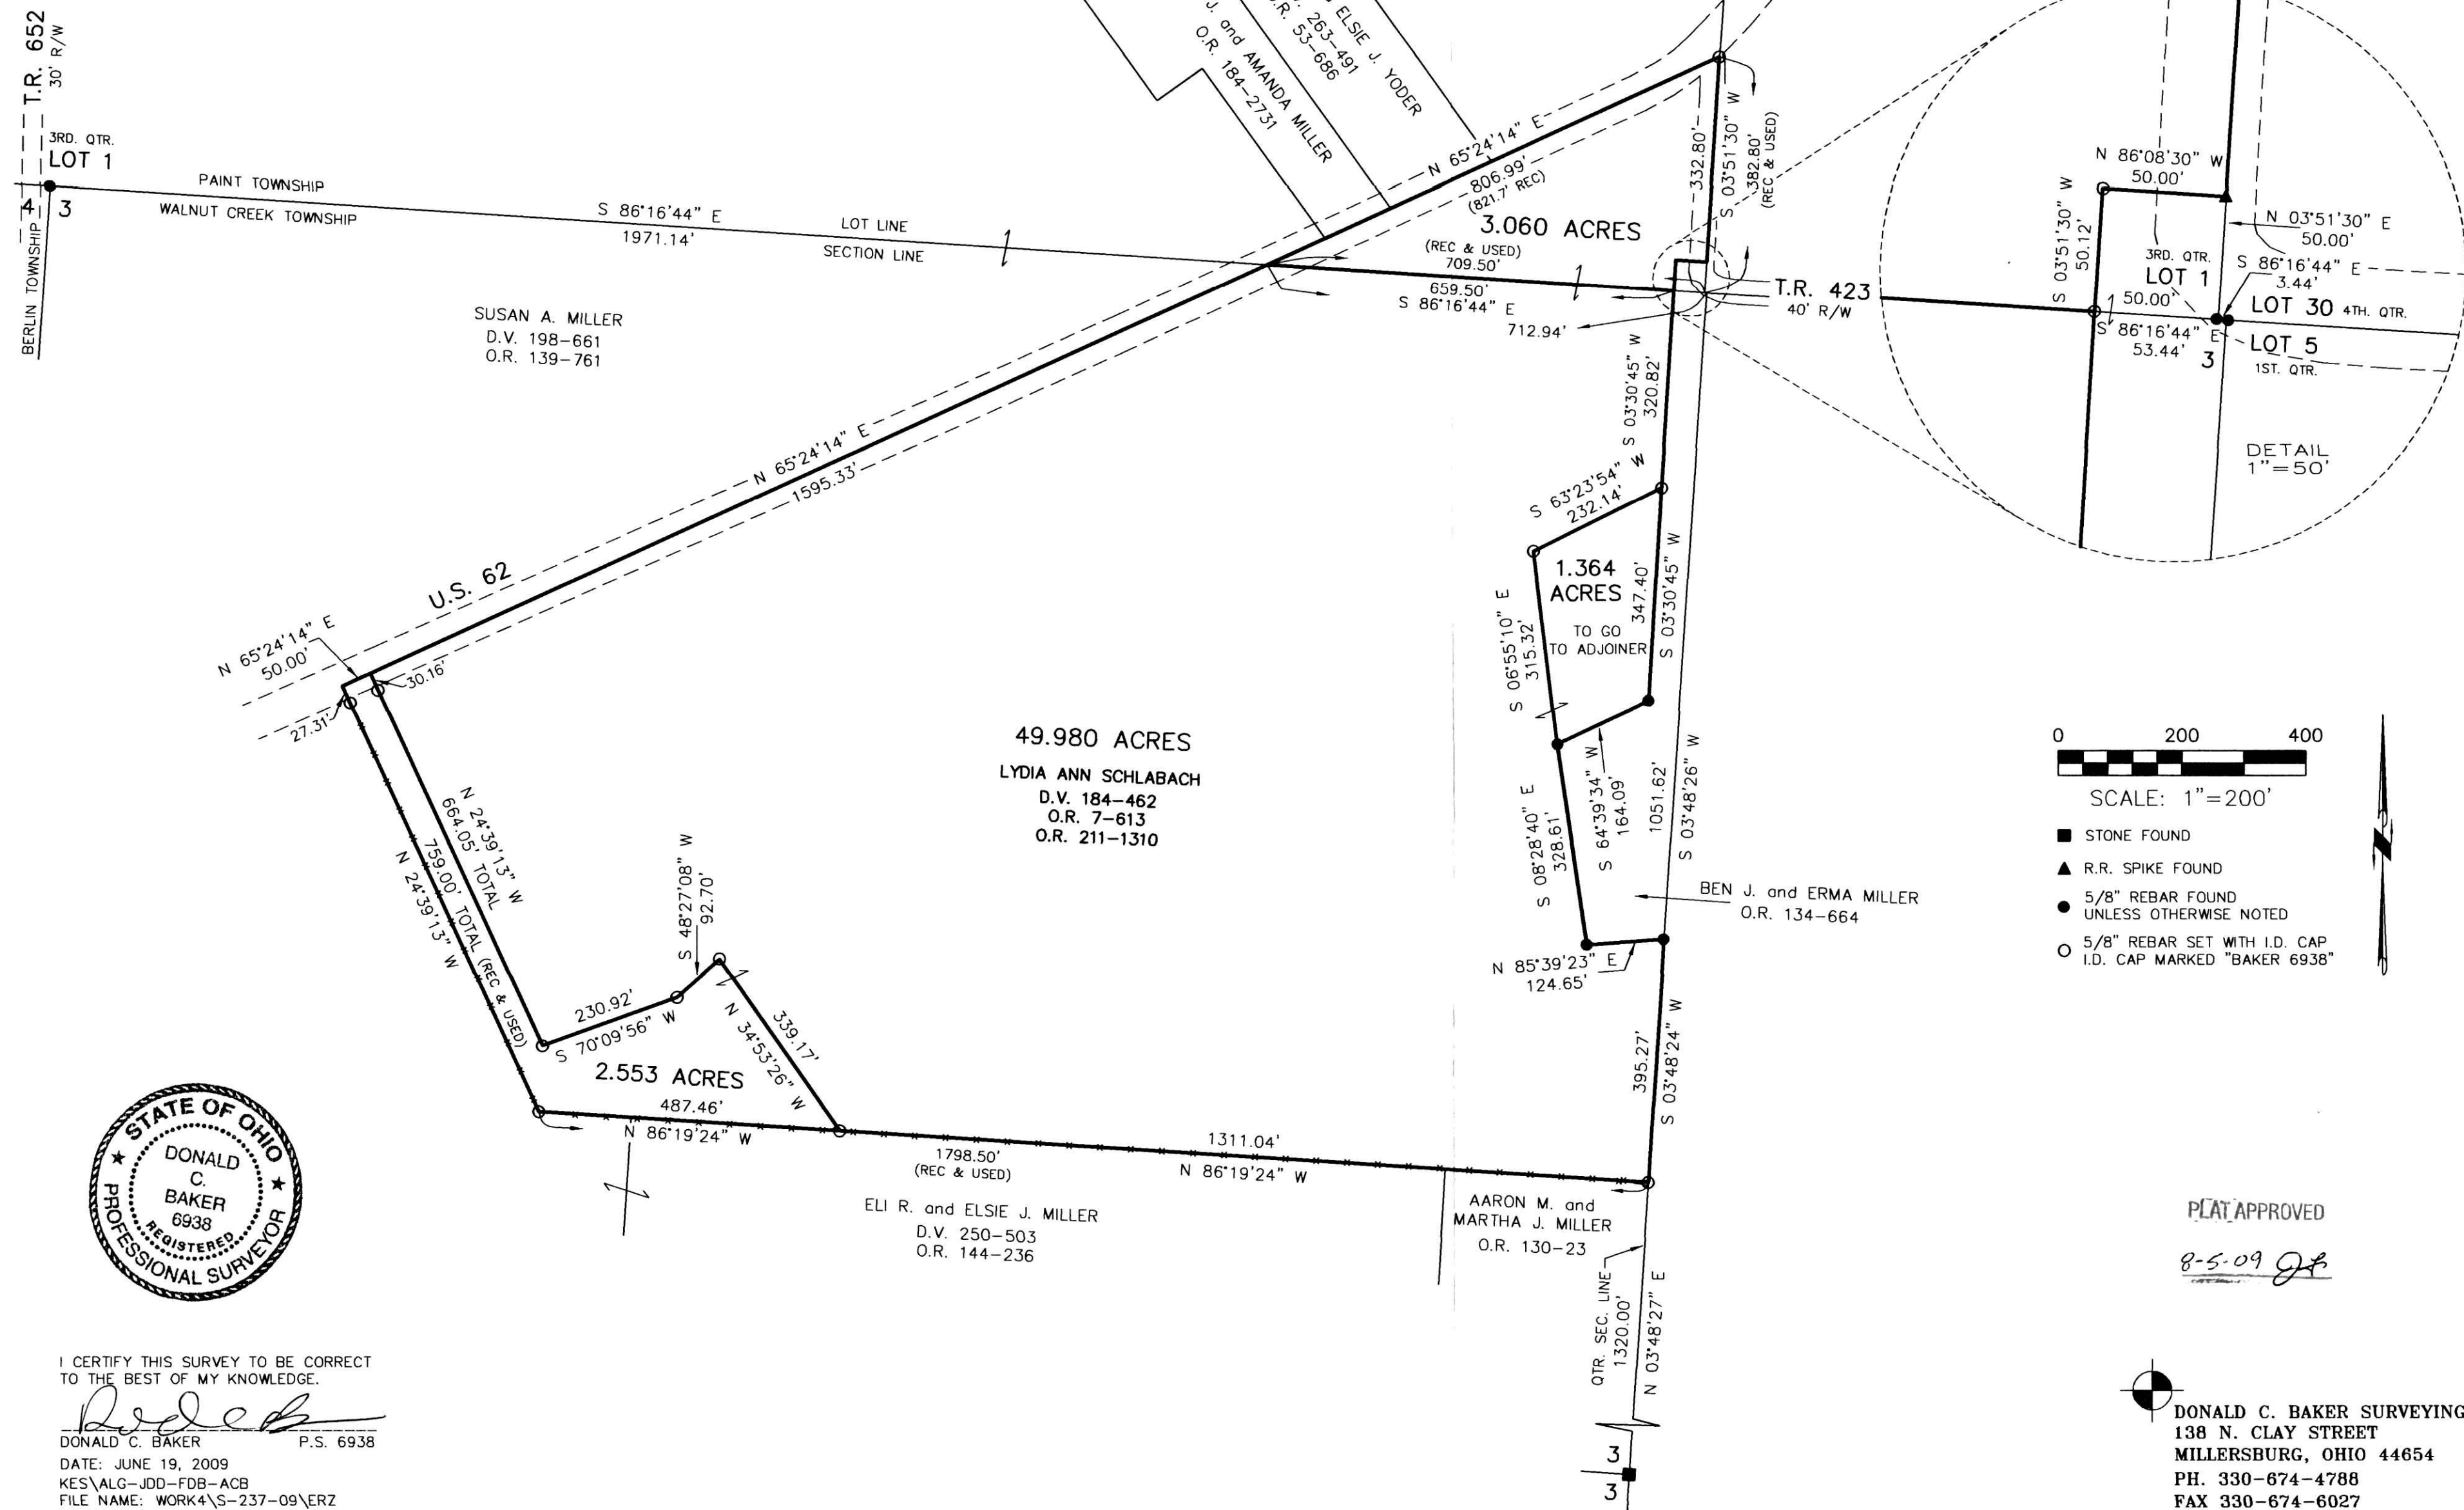 T.R. 652
30' R/W
3RD. QTR.
LOT 1
4
3
BERLIN TOWNSHIP
PAINT TOWNSHIP
WALNUT CREEK TOWNSHIP
S 86°16'44" E
1971.14'
LOT LINE
SECTION LINE
SUSAN A. MILLER
D.V. 198-661
O.R. 139-761
J. and AMANDA MILLER
O.R. 184-2731
ELSIE J. YODER
263-491
53-686
N 65°24'14" E
806.99'
(821.7' REC)
3.060 ACRES
(REC & USED)
709.50'
659.50'
S 86°16'44" E
712.94'
332.80'
S 03°51'30" W
382.80'
(REC & USED)
T.R. 423
40' R/W
N 86°08'30" W
50.00'
S 03°51'30" W
50.12'
N 03°51'30" E
50.00'
3RD. QTR.
LOT 1
50.00'
S 86°16'44" E
3.44'
LOT 30 4TH. QTR.
S 86°16'44" E
53.44'
3
LOT 5
1ST. QTR.
DETAIL
1"=50'
S 03°30'45" W
320.82'
S 63°23'54" W
232.14'
1.364
ACRES
TO GO
TO ADJOINER
347.40'
S 03°30'45" W
S 06°55'10" E
315.32'
S 64°39'34" W
164.09'
1051.62'
S 03°48'26" W
S 08°28'40" E
328.61'
BEN J. and ERMA MILLER
O.R. 134-664
N 85°39'23" E
124.65'
395.27'
S 03°48'24" W
N 65°24'14" E
1595.33'
U.S. 62
N 65°24'14" E
50.00'
30.16'
27.31'
N 24°39'13" W
664.05' TOTAL
759.00' TOTAL (REC & USED)
N 24°39'13" W
49.980 ACRES
LYDIA ANN SCHLABACH
D.V. 184-462
O.R. 7-613
O.R. 211-1310
S 48°27'08" W
92.70'
230.92'
S 70°09'56" W
339.17'
N 34°53'26" W
2.553 ACRES
487.46'
N 86°19'24" W
1311.04'
1798.50'
(REC & USED)
N 86°19'24" W
ELI R. and ELSIE J. MILLER
D.V. 250-503
O.R. 144-236
AARON M. and
MARTHA J. MILLER
O.R. 130-23
QTR. SEC. LINE
1320.00'
N 03°48'27" E
3
3
0 200 400
SCALE: 1"=200'
STONE FOUND
R.R. SPIKE FOUND
5/8" REBAR FOUND
UNLESS OTHERWISE NOTED
5/8" REBAR SET WITH I.D. CAP
I.D. CAP MARKED "BAKER 6938"
PLAT APPROVED
8-5-09
STATE OF OHIO
DONALD
C.
BAKER
6938
REGISTERED
PROFESSIONAL SURVEYOR
I CERTIFY THIS SURVEY TO BE CORRECT
TO THE BEST OF MY KNOWLEDGE.
DONALD C. BAKER P.S. 6938
DATE: JUNE 19, 2009
KES\ALG-JDD-FDB-ACB
FILE NAME: WORK4\S-237-09\ERZ
DONALD C. BAKER SURVEYING
138 N. CLAY STREET
MILLERSBURG, OHIO 44654
PH. 330-674-4788
FAX 330-674-6027